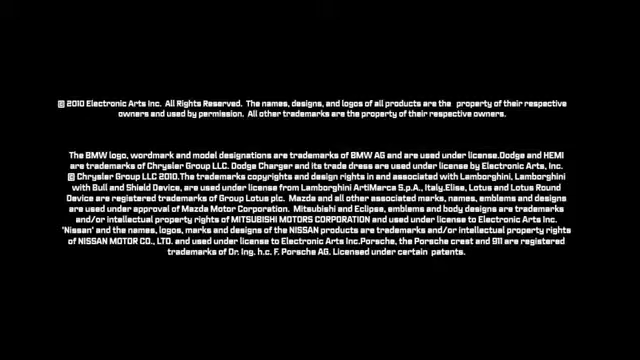 © 2010 Electronic Arts Inc.  All Rights Reserved.  The names, designs, and logos of all products are the  property of their respective
owners and used by permission.  All other trademarks are the property of their respective owners.
The BMW logo, wordmark and model designations are trademarks of BMW AG and are used under license.Dodge and HEMI
are trademarks of Chrysler Group LLC. Dodge Charger and its trade dress are used under license by Electronic Arts, Inc.
© Chrysler Group LLC 2010.The trademarks copyrights and design rights in and associated with Lamborghini, Lamborghini
with Bull and Shield Device, are used under license from Lamborghini ArtiMarca S.p.A., Italy.Elise, Lotus and Lotus Round
Device are registered trademarks of Group Lotus plc.  Mazda and all other associated marks, names, emblems and designs
are used under approval of Mazda Motor Corporation.  Mitsubishi and Eclipse, emblems and body designs are trademarks
and/or intellectual property rights of MITSUBISHI MOTORS CORPORATION and used under license to Electronic Arts Inc.
'Nissan' and the names, logos, marks and designs of the NISSAN products are trademarks and/or intellectual property rights
of NISSAN MOTOR CO., LTD. and used under license to Electronic Arts Inc.Porsche, the Porsche crest and 911 are registered
trademarks of Dr. Ing. h.c. F. Porsche AG. Licensed under certain  patents.